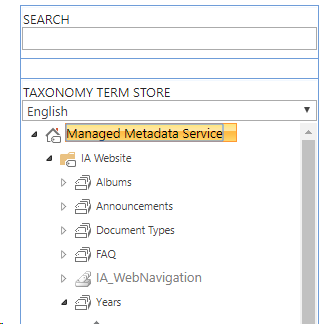 SEARCH
TAXONOMY TERM STORE
English
Managed Metadata Service
IA Website
Albums
Announcements
Document Types
FAQ
IA_WebNavigation
Years